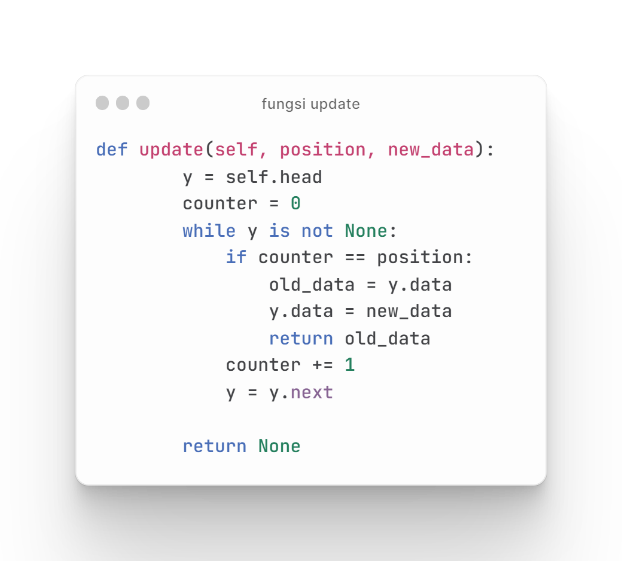 fungsi update
def update(self, position, new_data):
        y = self.head
        counter = 0
        while y is not None:
            if counter == position:
                old_data = y.data
                y.data = new_data
                return old_data
            counter += 1
            y = y.next
        return None